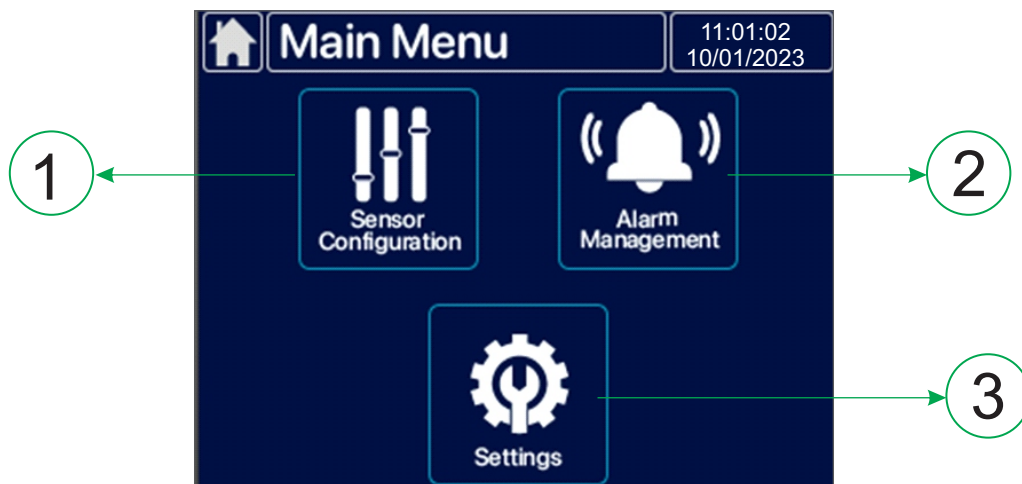 Main Menu
11:01:02
10/01/2023
1
Sensor
Configuration
Alarm
Management
2
Settings
3